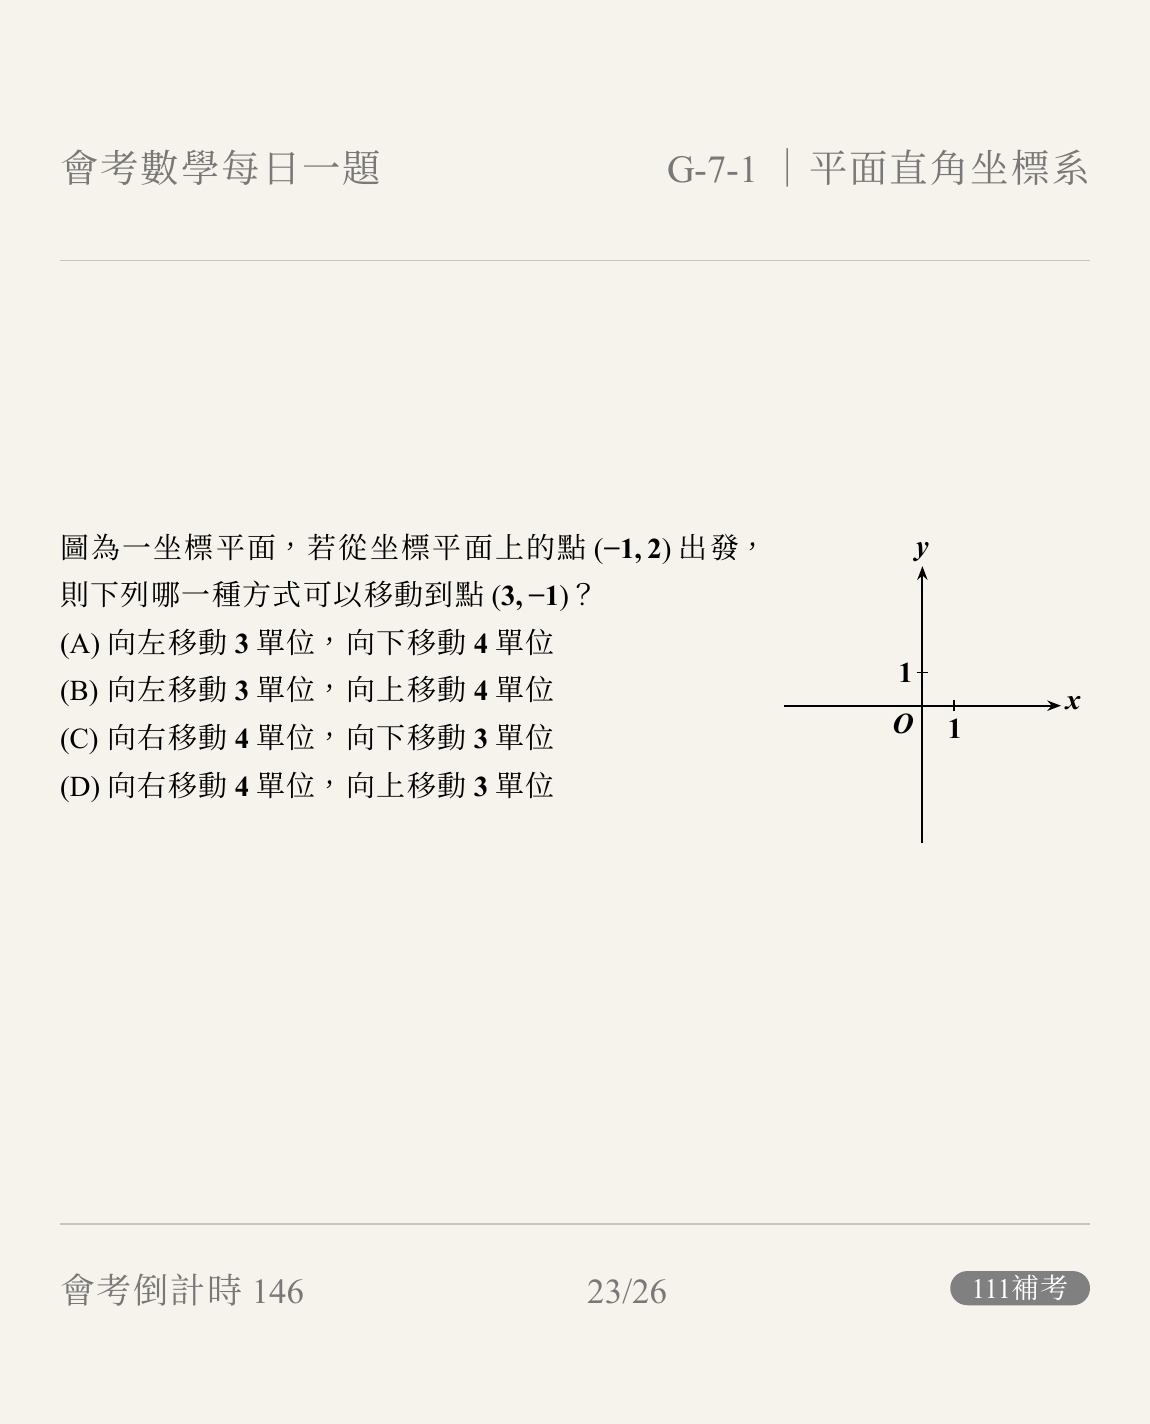 會考數學每日一題
G-7-1｜平面直角坐標系
圖為一坐標平面，若從坐標平面上的點 (−1, 2) 出發，
則下列哪一種方式可以移動到點 (3, −1)？
(A) 向左移動 3 單位，向下移動 4 單位
(B) 向左移動 3 單位，向上移動 4 單位
(C) 向右移動 4 單位，向下移動 3 單位
(D) 向右移動 4 單位，向上移動 3 單位
y
1
x
O
1
會考倒計時 146
23/26
111補考